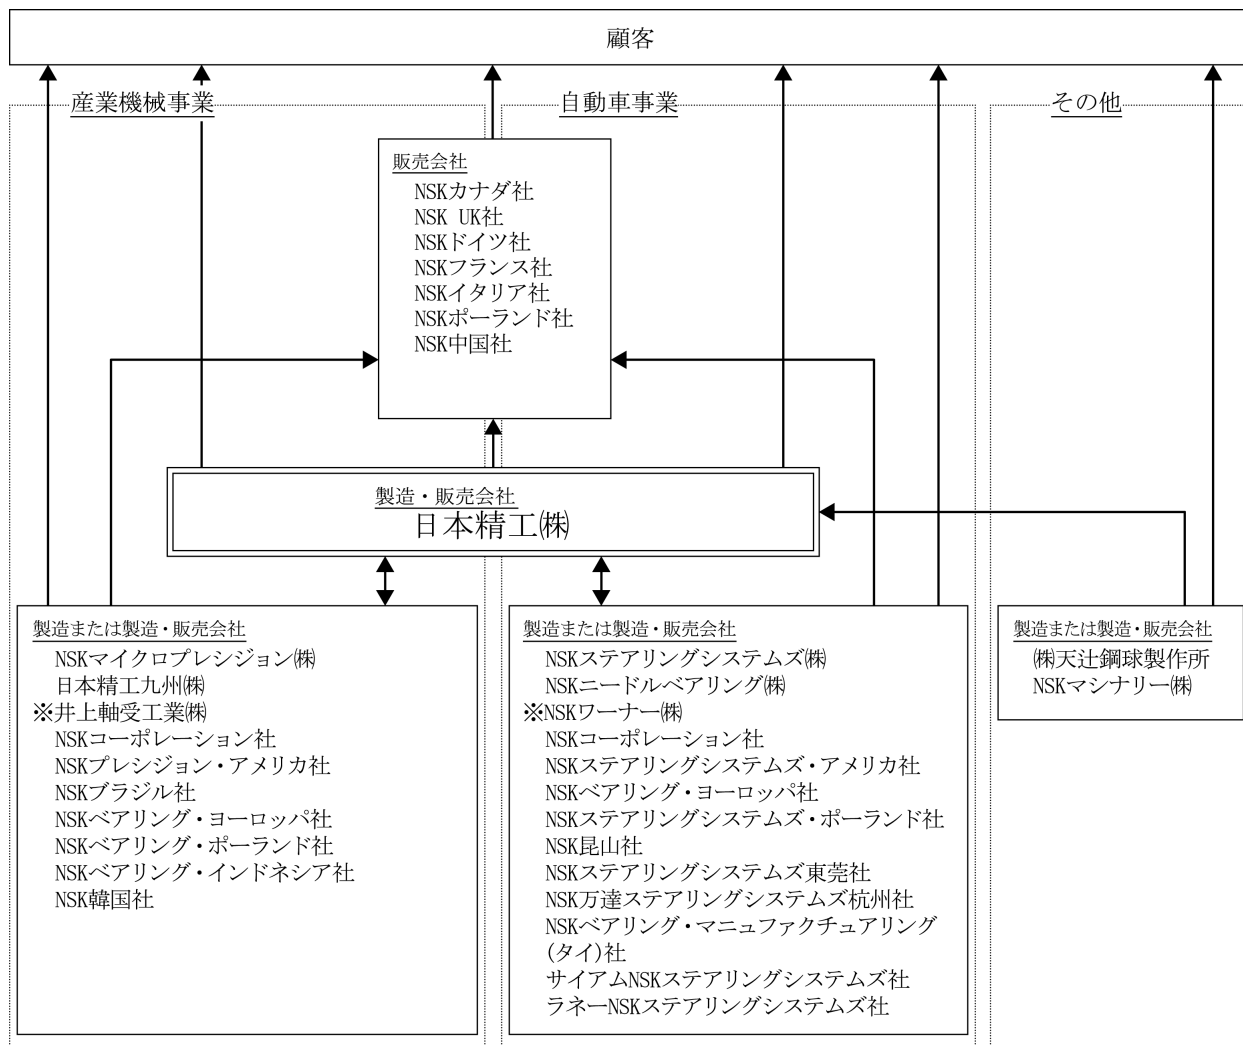 顧客
産業機械事業
自動車事業
その他
販売会社
NSKカナダ社
NSK UK社
NSKドイツ社
NSKフランス社
NSKイタリア社
NSKポーランド社
NSK中国社
製造・販売会社
日本精工㈱
製造または製造・販売会社
NSKマイクロプレシジョン㈱
日本精工九州㈱
※井上軸受工業㈱
NSKコーポレーション社
NSKプレシジョン・アメリカ社
NSKブラジル社
NSKベアリング・ヨーロッパ社
NSKベアリング・ポーランド社
NSKベアリング・インドネシア社
NSK韓国社
製造または製造・販売会社
NSKステアリングシステムズ㈱
NSKニードルベアリング㈱
※NSKワーナー㈱
NSKコーポレーション社
NSKステアリングシステムズ・アメリカ社
NSKベアリング・ヨーロッパ社
NSKステアリングシステムズ・ポーランド社
NSK昆山社
NSKステアリングシステムズ東莞社
NSK万達ステアリングシステムズ杭州社
NSKベアリング・マニュファクチュアリング
(タイ)社
サイアムNSKステアリングシステムズ社
ラネーNSKステアリングシステムズ社
製造または製造・販売会社
㈱天辻鋼球製作所
NSKマシナリー㈱